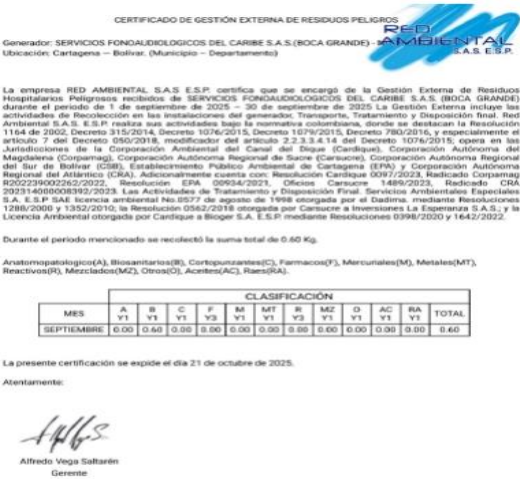 CERTIFICADO DE GESTIÓN EXTERNA DE RESIDUOS PELIGROS
RED
AMBIENTAL
S.A.S. E.S.P.
Generador: SERVICIOS FONOAUDIOLOGICOS DEL CARIBE S.A.S.(BOCA GRANDE) -
Ubicación: Cartagena – Bolívar. (Municipio – Departamento)
La empresa RED AMBIENTAL S.A.S E.S.P. certifica que se encargó de la Gestión Externa de Residuos
Hospitalarios Peligrosos recibidos de SERVICIOS FONOAUDIOLOGICOS DEL CARIBE S.A.S. (BOCA GRANDE)
durante el periodo de 1 de septiembre de 2025 – 30 de septiembre de 2025 La Gestión Externa incluye las
actividades de Recolección en las instalaciones del generador, Transporte, Tratamiento y Disposición final. Red
Ambiental S.A.S. E.S.P. realiza sus actividades bajo la normativa colombiana, donde se destacan la Resolución
1164 de 2002, Decreto 315/2014, Decreto 1076/2015, Decreto 1079/2015, Decreto 780/2016, y especialmente el
artículo 7 del Decreto 050/2018, modificador del artículo 2.2.3.3.4.14 del Decreto 1076/2015; opera en las
Jurisdicciones de la Corporación Ambiental del Canal del Dique (Cardique), Corporación Autónoma del
Magdalena (Corpamag), Corporación Autónoma Regional de Sucre (Carsucre), Corporación Autónoma Regional
del Sur de Bolívar (CSB), Establecimiento Público Ambiental de Cartagena (EPA) y Corporación Autónoma
Regional del Atlántico (CRA). Adicionalmente cuenta con: Resolución Cardique 0097/2023, Radicado Corpamag
R2022390002262/2022, Resolución EPA 00934/2021, Oficios Carsucre 1489/2023, Radicado CRA
20231400008392/2023. Las Actividades de Tratamiento y Disposición Final. Servicios Ambientales Especiales
S.A. E.S.P SAE licencia ambiental No.0577 de agosto de 1998 otorgada por el Dadima. mediante Resoluciones
1288/2000 y 1352/2010; la Resolución 0562/2018 otorgada por Carsucre a Inversiones La Esperanza S.A.S.; y la
Licencia Ambiental otorgada por Cardique a Bioger S.A. E.S.P. mediante Resoluciones 0398/2020 y 1642/2022.
Durante el periodo mencionado se recolectó la suma total de 0.60 Kg.
Anatomopatologico(A), Biosanitarios(B), Cortopunzantes(C), Farmacos(F), Mercuriales(M), Metales(MT),
Reactivos(R), Mezclados(MZ), Otros(O), Aceites(AC), Raes(RA).
CLASIFICACIÓN
MES A B C F M MT R MZ O AC RA TOTAL
Y1 Y1 Y1 Y3 Y1 Y1 Y3 Y1 Y1 Y1 Y1
SEPTIEMBRE 0.00 0.60 0.00 0.00 0.00 0.00 0.00 0.00 0.00 0.00 0.00 0.60
La presente certificación se expide el día 21 de octubre de 2025.
Atentamente:
Alfredo Vega Saltarén
Gerente